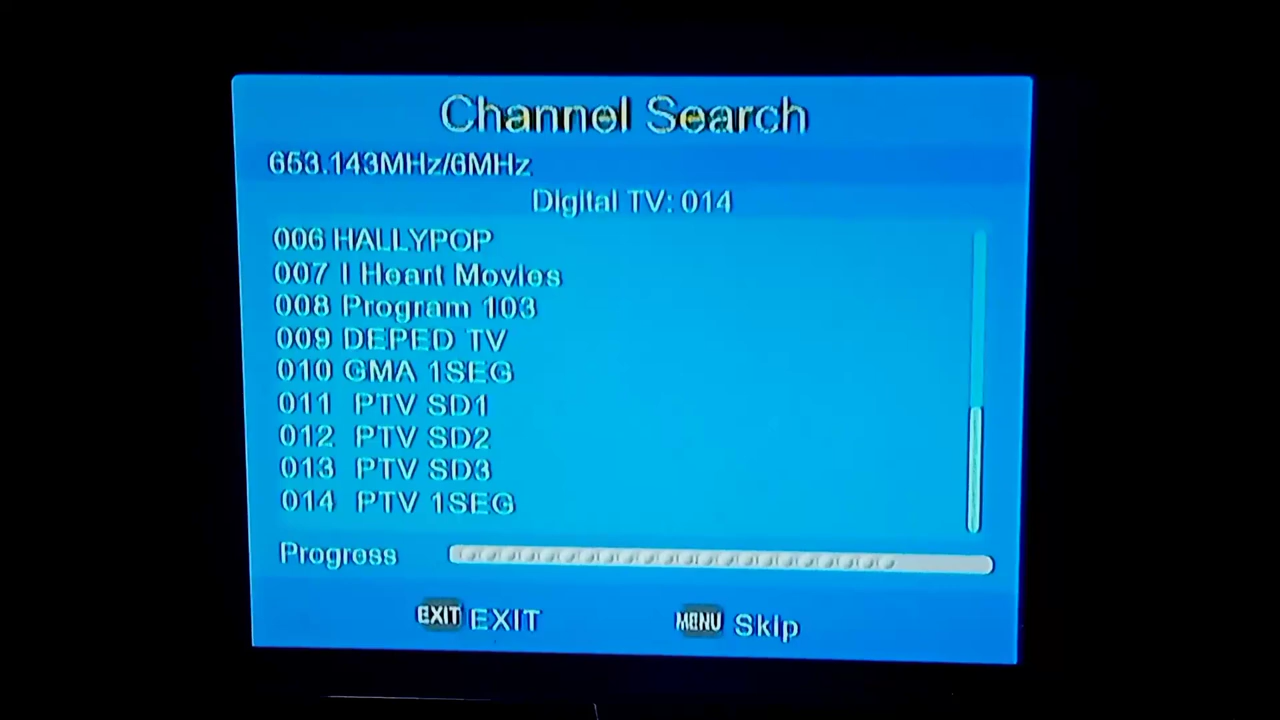 Channel Search
653.143MHz/6MHz
Digital TV: 014
006 HALLYPOP
007 I Heart Movies
008 Program 103
009 DEPED TV
010 GMA 1SEG
011 PTV SD1
012 PTV SD2
013 PTV SD3
014 PTV 1SEG
Progress
EXIT EXIT MENU Skip